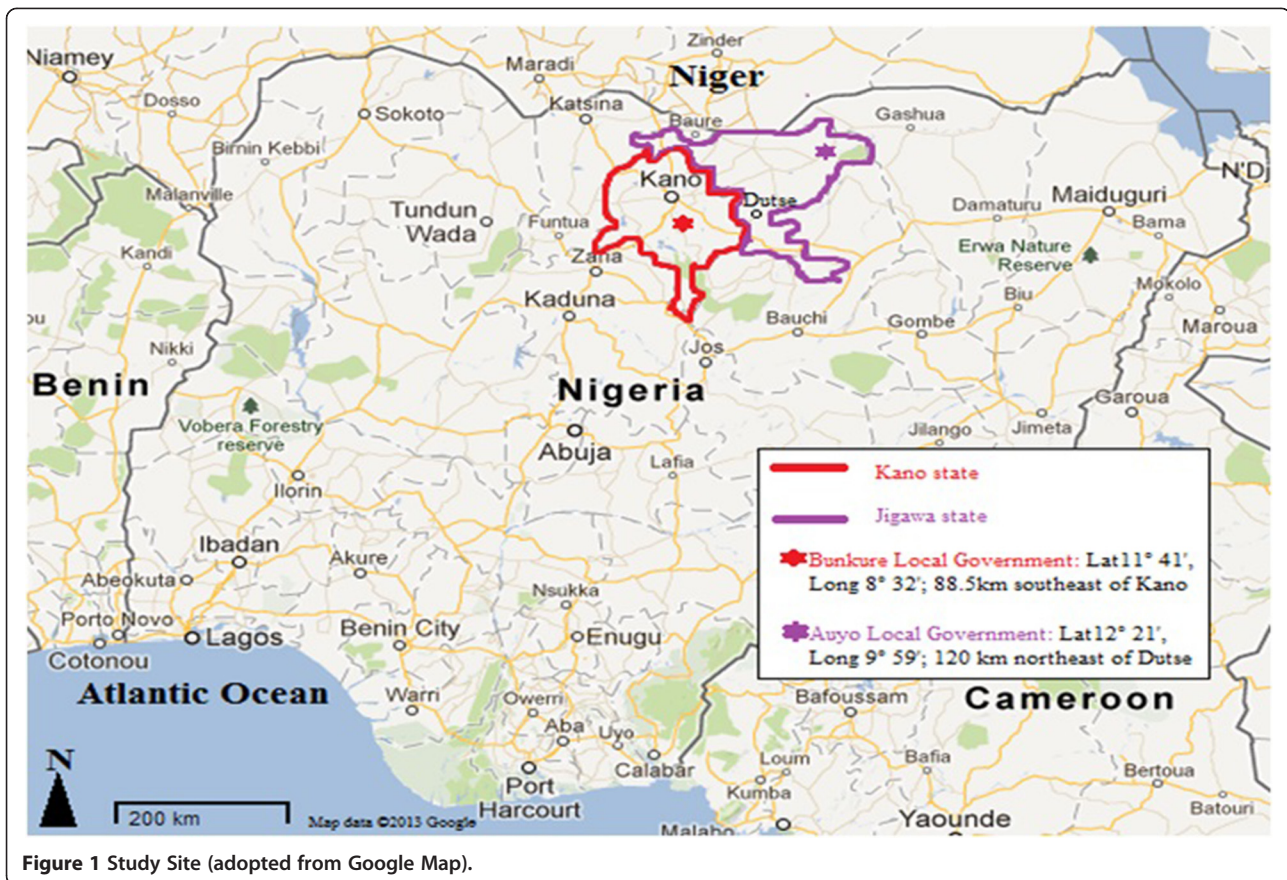 Zinder
Niamey
Maradi
Niger
Dosso
Katsina
Sokoto
Gashua
Baure
Birnin Kebbi
N'Dj
Kano
Malanville
Dutse
Maiduguri
Tundun
Wada
Funtua
Damaturu
Bama
Kandi
Erwa Nature
Reserve
Zaria
Mokolo
Kaduna
Biu
Bauchi
Gombe
Maroua
ou
Nikki
Jos
Benin
Nigeria
Garoua
Vobera Forestry
reserve
Abuja
Jilango
Jimeta
Lafia
Ilorin
Kano state
Jigawa state
Ibadan
Akure
Bunkure Local Government: Lat11° 41′,
Long 8° 32′; 88.5km southeast of Kano
Abeokuta
Nsukka
Porto Novo
Lagos
Benin City
Enugu
Auyo Local Government: Lat12° 21′,
Long 9° 59′; 120 km northeast of Dutse
Cotonou
Atlantic Ocean
Warri
Owerri
Bafoussam
Cameroon
Aba
Uyo
N
Calabar
Loum
Bafia
Port
Harcourt
Kumba
Bertoua
200 km
Map data ©2013 Google
Batouri
Malabo
Yaounde
Figure 1 Study Site (adopted from Google Map).